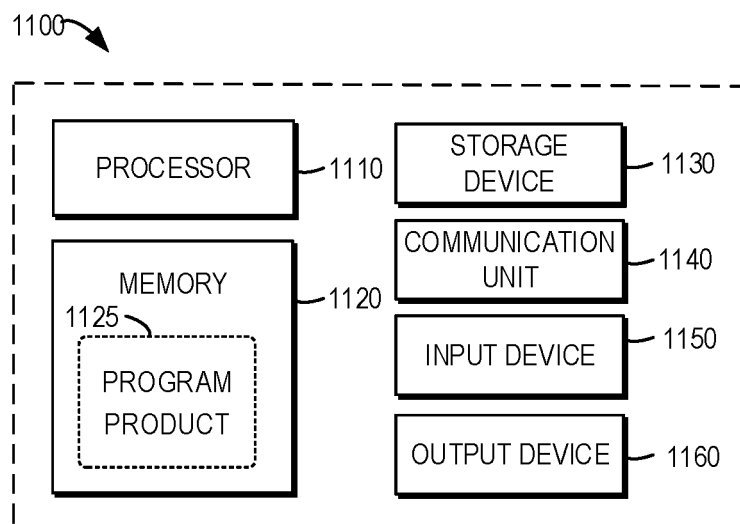 1100
PROCESSOR
1110
MEMORY
1120
1125
PROGRAM
PRODUCT
STORAGE
DEVICE
1130
COMMUNICATION
UNIT
1140
INPUT DEVICE
1150
OUTPUT DEVICE
1160